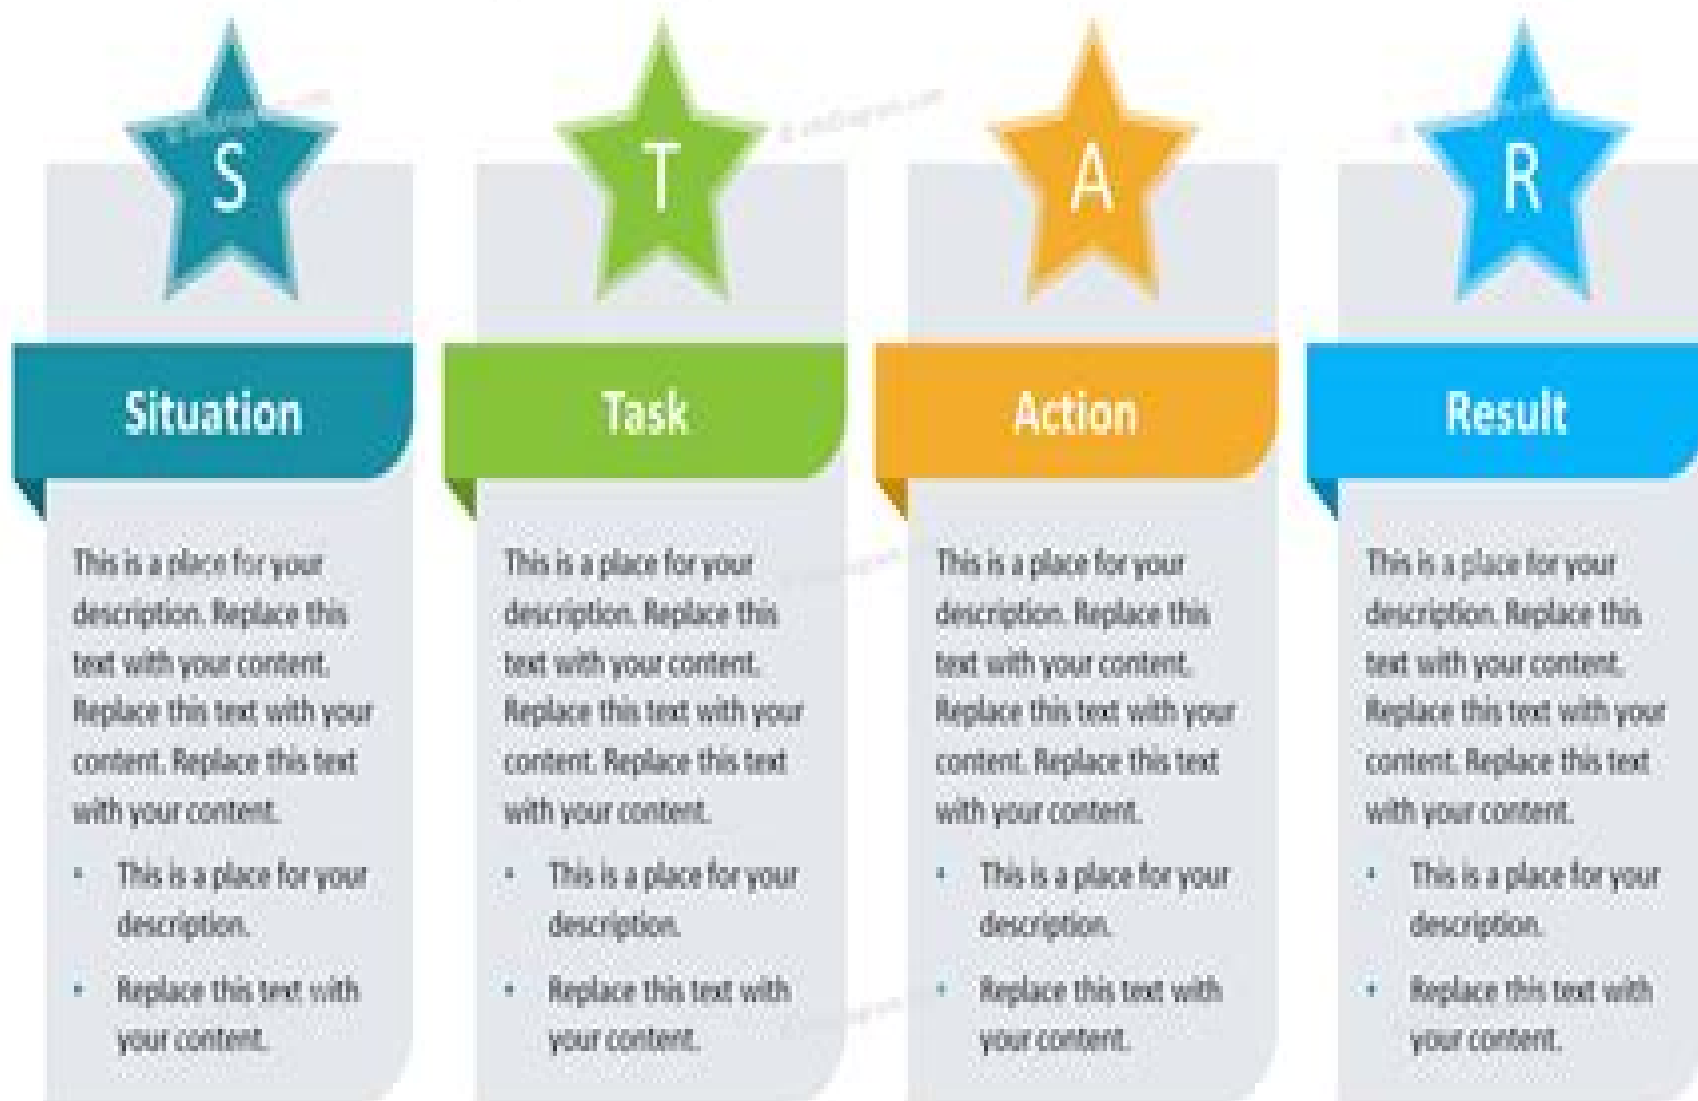 S
Situation
This is a place for your
description. Replace this
text with your content.
Replace this text with your
content. Replace this text
with your content.
• This is a place for your
description.
• Replace this text with
your content.
T
Task
This is a place for your
description. Replace this
text with your content.
Replace this text with your
content. Replace this text
with your content.
• This is a place for your
description.
• Replace this text with
your content.
A
Action
This is a place for your
description. Replace this
text with your content.
Replace this text with your
content. Replace this text
with your content.
• This is a place for your
description.
• Replace this text with
your content.
R
Result
This is a place for your
description. Replace this
text with your content.
Replace this text with your
content. Replace this text
with your content.
• This is a place for your
description.
• Replace this text with
your content.